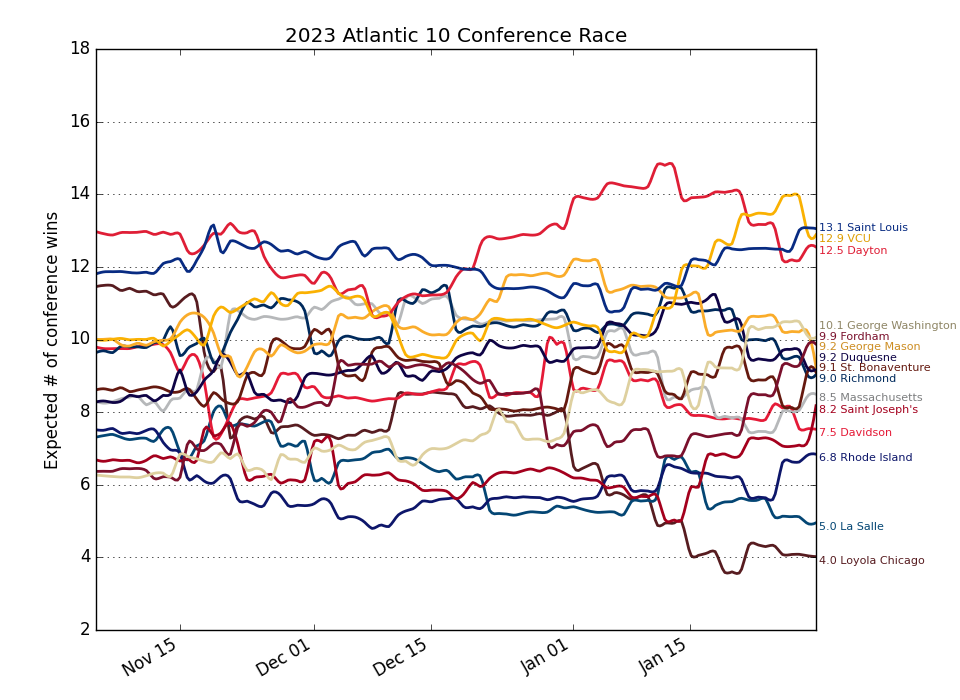 2023 Atlantic 10 Conference Race
Expected # of conference wins
18
16
14
12
10
8
6
4
2
Nov 15
Dec 01
Dec 15
Jan 01
Jan 15
13.1 Saint Louis
12.9 VCU
12.5 Dayton
10.1 George Washington
9.9 Fordham
9.2 George Mason
9.2 Duquesne
9.1 St. Bonaventure
9.0 Richmond
8.5 Massachusetts
8.2 Saint Joseph's
7.5 Davidson
6.8 Rhode Island
5.0 La Salle
4.0 Loyola Chicago